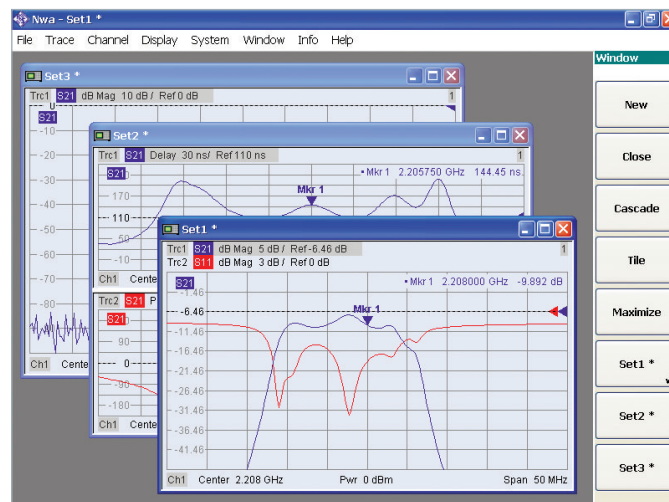 Nwa - Set1 *
File Trace Channel Display System Window Info Help
Set3 *
Trc1 S21 dB Mag 10 dB / Ref 0 dB 1
S21
-10
-20
-30
-60
-70
-80
Ch1 Cente
Set2 *
Trc1 S21 Delay 30 ns/ Ref 110 ns 1
S21
• Mkr 1 2.205750 GHz 144.45 ns
Mkr 1
170
110
50
-10
Ch1 Cente
Trc2 S21 P
S21
90
0
-90
-180
Ch1 Cente
Set1 *
Trc1 S21 dB Mag 5 dB / Ref -6.46 dB 1
Trc2 S11 dB Mag 3 dB / Ref 0 dB
S21
• Mkr 1 2.208000 GHz -9.892 dB
-1.46
Mkr 1
-6.46
-11.46
-16.46
-21.46
-26.46
-31.46
-36.46
-41.46
Ch1 Center 2.208 GHz Pwr 0 dBm Span 50 MHz
Window
New
Close
Cascade
Tile
Maximize
Set1 *
Set2 *
Set3 *